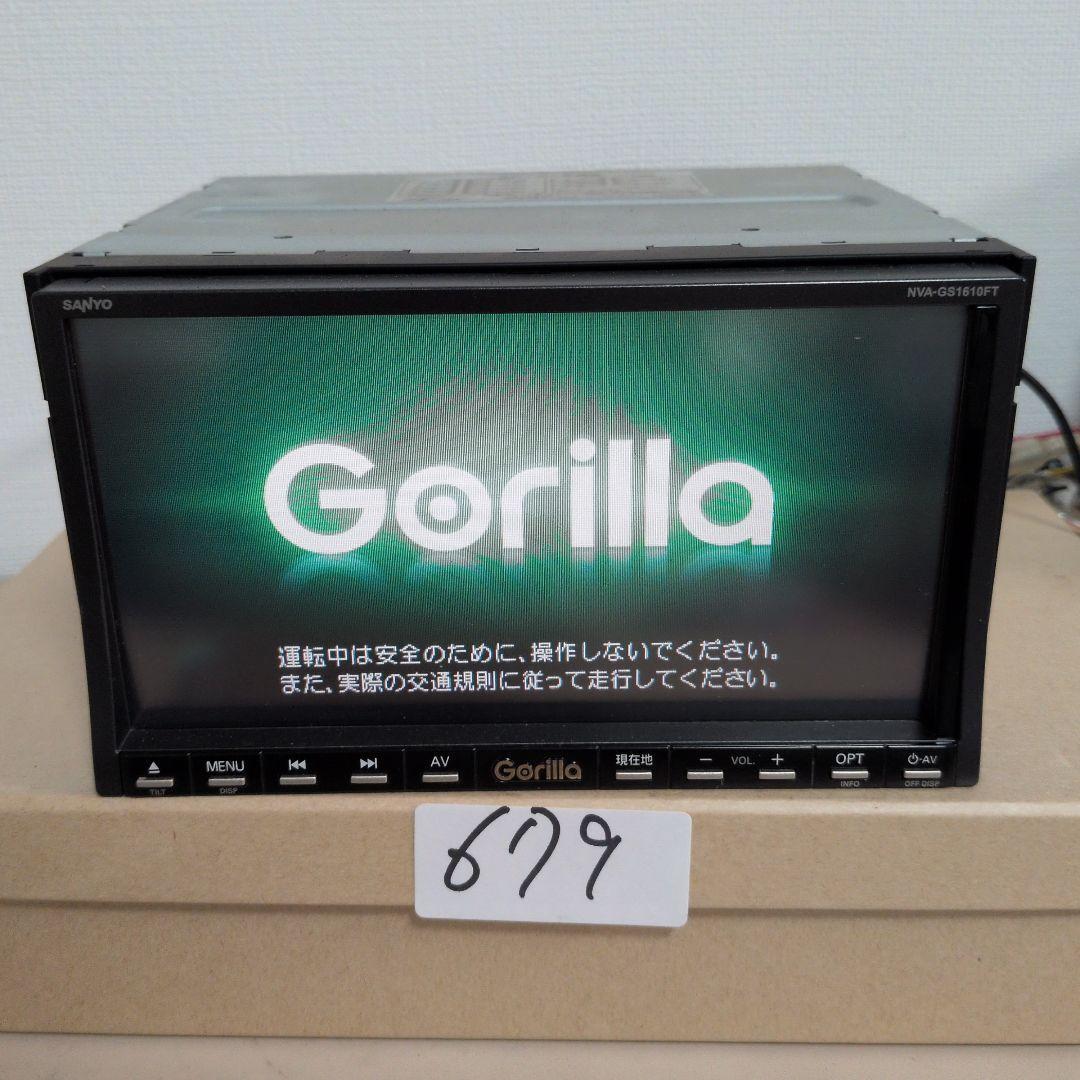 SANYO
NVA-GS1610FT
Gorilla
運転中は安全のために、操作しないでください。
また、実際の交通規則に従って走行してください。
MENU
AV
Gorilla
現在地
− VOL. +
OPT
⏻-AV
TILT
DISP
INFO
OFF DISP
679